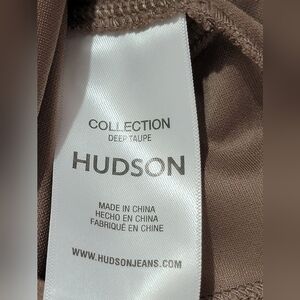 COLLECTION
DEEP TAUPE
HUDSON
MADE IN CHINA
HECHO EN CHINA
FABRIQUÉ EN CHINE
WWW.HUDSONJEANS.COM